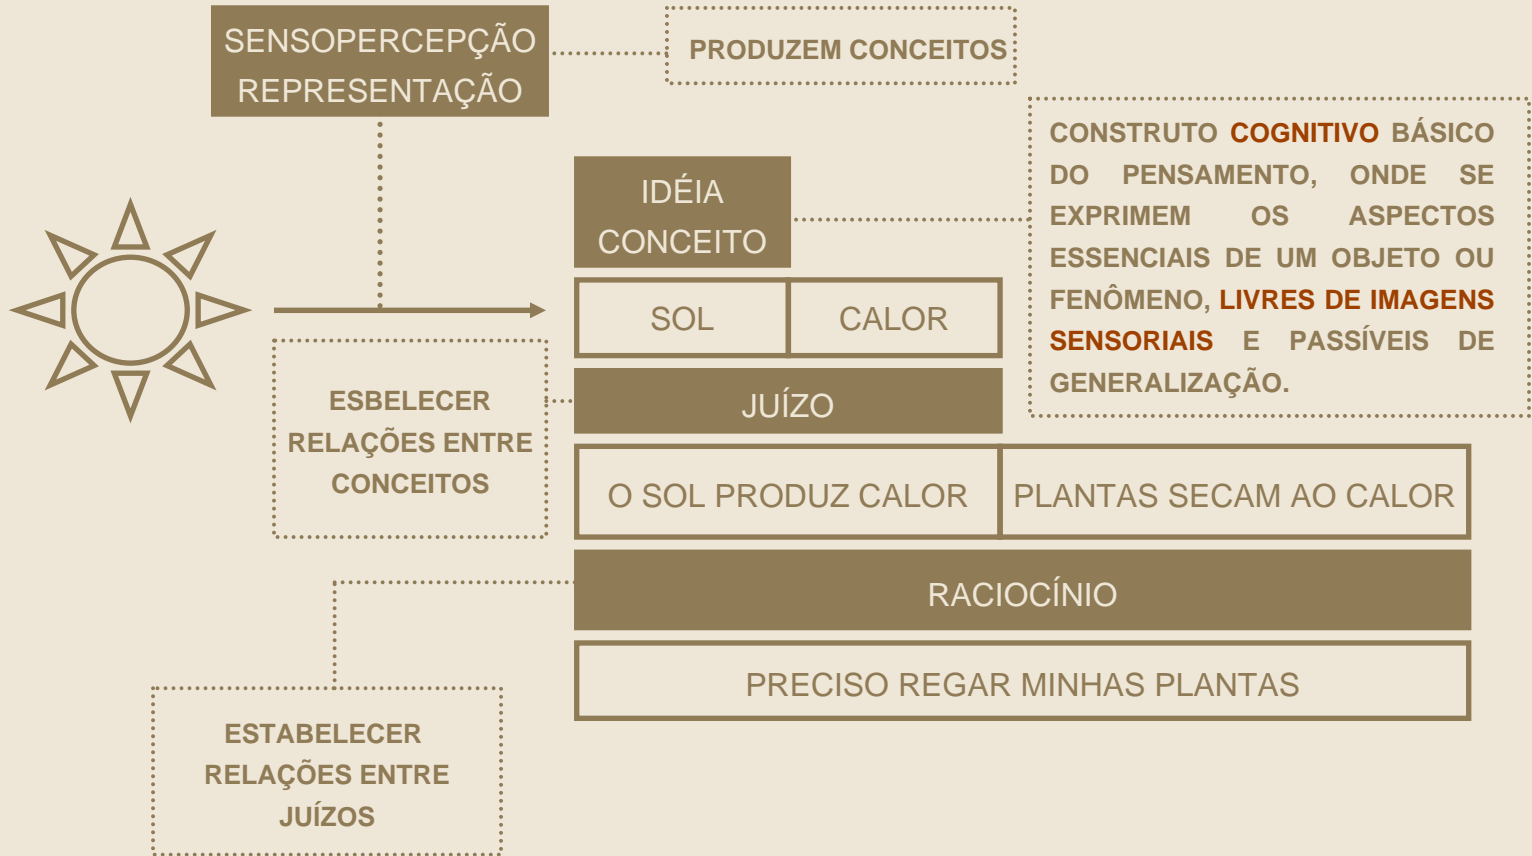 SENSOPERCEPÇÃO
REPRESENTAÇÃO
PRODUZEM CONCEITOS
IDÉIA
CONCEITO
CONSTRUTO COGNITIVO BÁSICO
DO PENSAMENTO, ONDE SE
EXPRIMEM OS ASPECTOS
ESSENCIAIS DE UM OBJETO OU
FENÔMENO, LIVRES DE IMAGENS
SENSORIAIS E PASSÍVEIS DE
GENERALIZAÇÃO.
SOL
CALOR
ESBELECER
RELAÇÕES ENTRE
CONCEITOS
JUÍZO
O SOL PRODUZ CALOR
PLANTAS SECAM AO CALOR
RACIOCÍNIO
PRECISO REGAR MINHAS PLANTAS
ESTABELECER
RELAÇÕES ENTRE
JUÍZOS